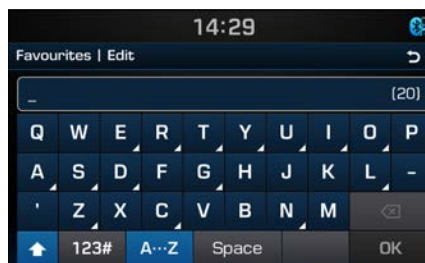 14:29
Favourites | Edit
_ (20)
Q W E R T Y U I O P
A S D F G H J K L -
' Z X C V B N M
123# A···Z Space OK